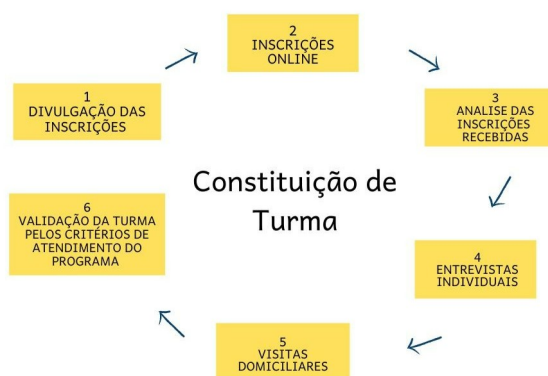 1
DIVULGAÇÃO DAS
INSCRIÇÕES
2
INSCRIÇÕES
ONLINE
3
ANALISE DAS
INSCRIÇÕES
RECEBIDAS
Constituição de
Turma
4
ENTREVISTAS
INDIVIDUAIS
5
VISITAS
DOMICILIARES
6
VALIDAÇÃO DA TURMA
PELOS CRITÉRIOS DE
ATENDIMENTO DO
PROGRAMA